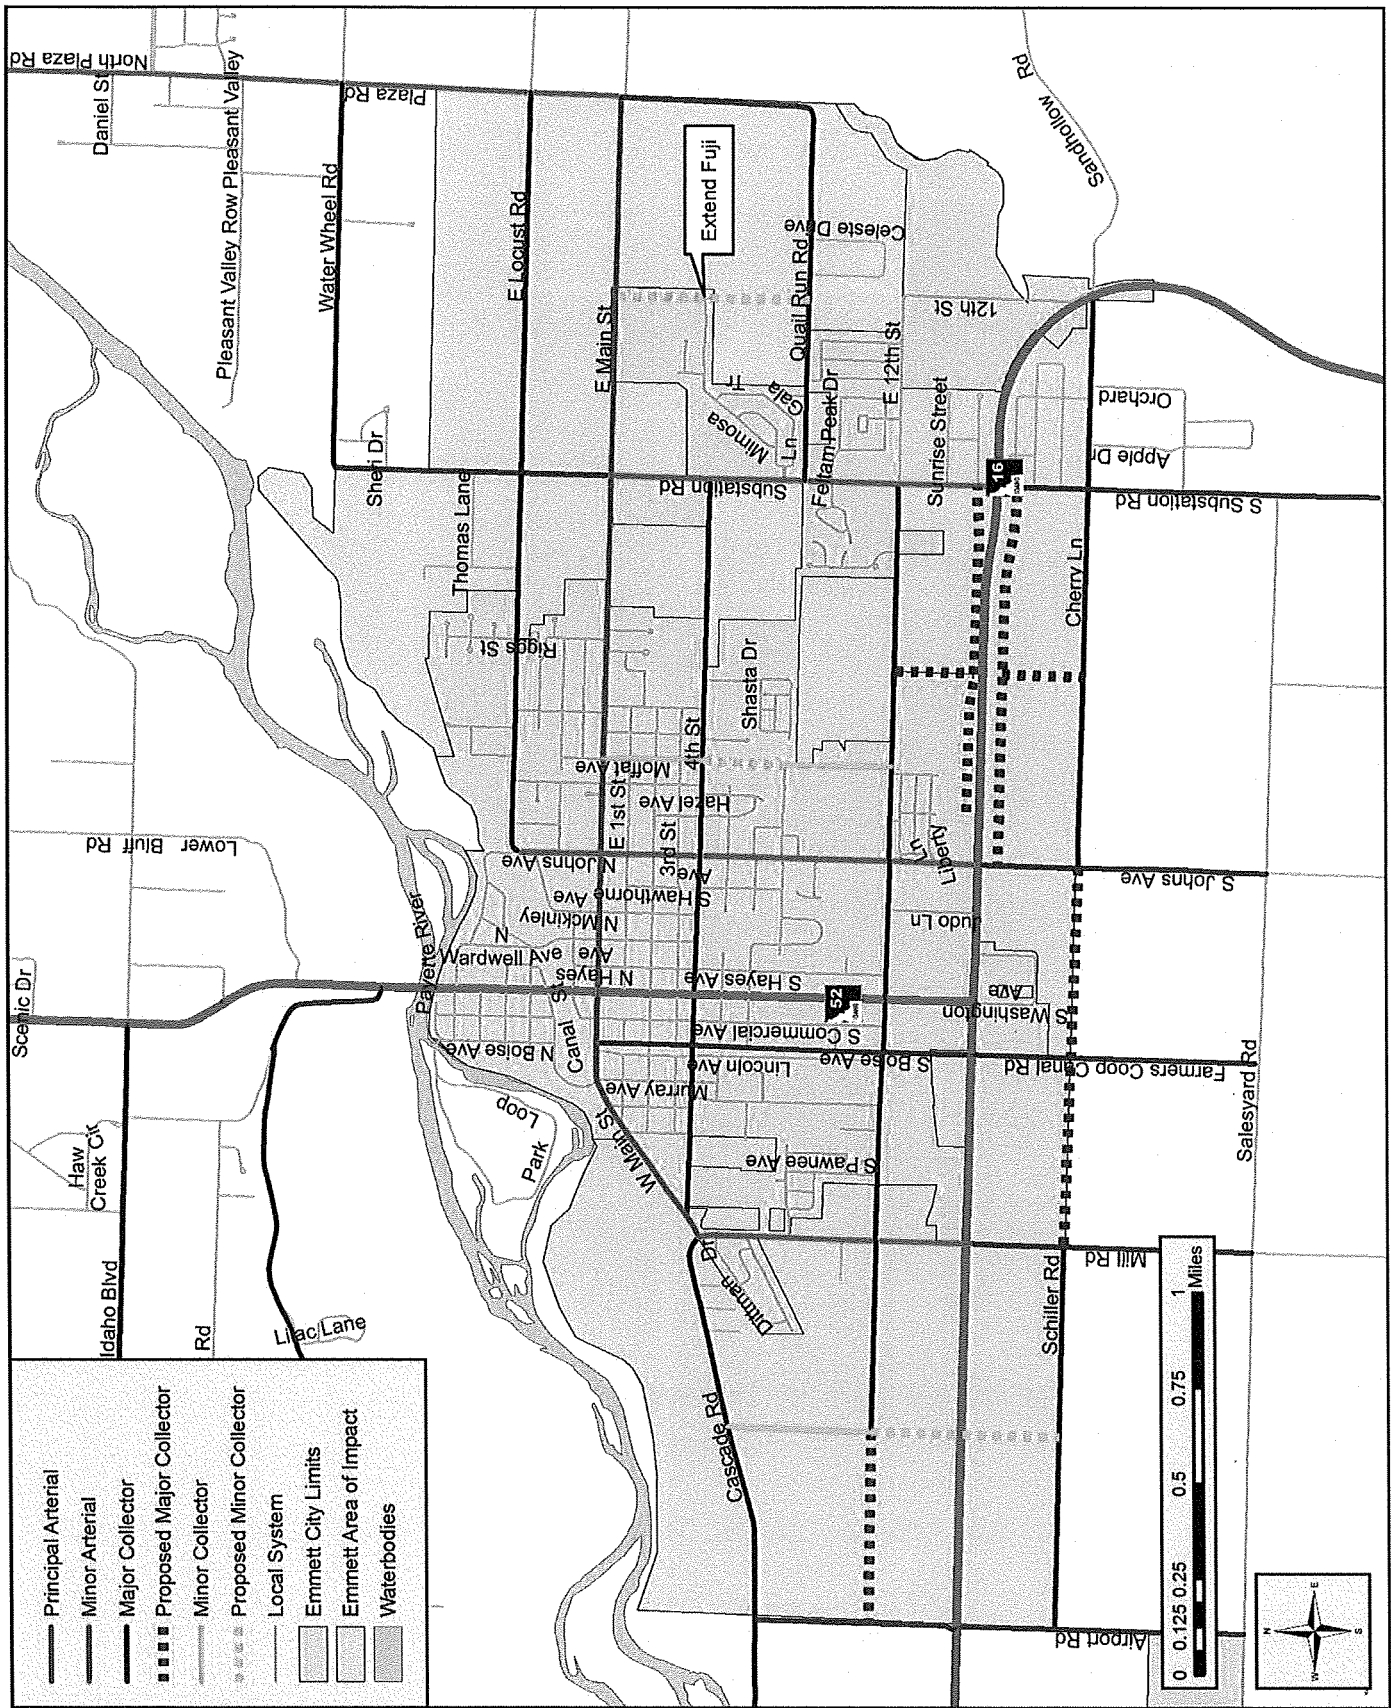 Principal Arterial
Minor Arterial
Major Collector
Proposed Major Collector
Minor Collector
Proposed Minor Collector
Local System
Emmett City Limits
Emmett Area of Impact
Waterbodies
Scenic Dr
Haw
Creek Cir
Idaho Blvd
Rd
Lilac Lane
Lower Bluff Rd
Payette River
Park
Loop
North Plaza Rd
Daniel St
Pleasant Valley Row
Pleasant Valley
Water Wheel Rd
Plaza Rd
Sheri Dr
Thomas Lane
E Locust Rd
Riggs St
E Main St
Extend Fuji
N Johns Ave
E 1st St
Moffat Ave
Hazel Ave
3rd St
4th St
Shasta Dr
Ave
S Hawthorne Ave
N Mckinley
Ave
N
Wardwell Ave
N Hayes
S Hayes Ave
Canal
St
N Boise Ave
W Main St
Murray Ave
Lincoln Ave
S Commercial Ave
S Boise Ave
52
S Pawnee Ave
Dittman
Dr
Cascade Rd
Substation Rd
Mimosa
Ln
Gala
Quail Run Rd
Feltam Peak Dr
Celeste Drive
E 12th St
12th St
Sunrise Street
16
IDAHO
Sandhollow
Rd
Orchard
Apple Dr
S Substation Rd
Cherry Ln
Liberty
Ln
Judo Ln
S Johns Ave
S Washington
Ave
Farmers Coop Canal Rd
Salesyard Rd
Mill Rd
Schiller Rd
Airport Rd
0 0.125 0.25 0.5 0.75 1
Miles
N
W
E
S